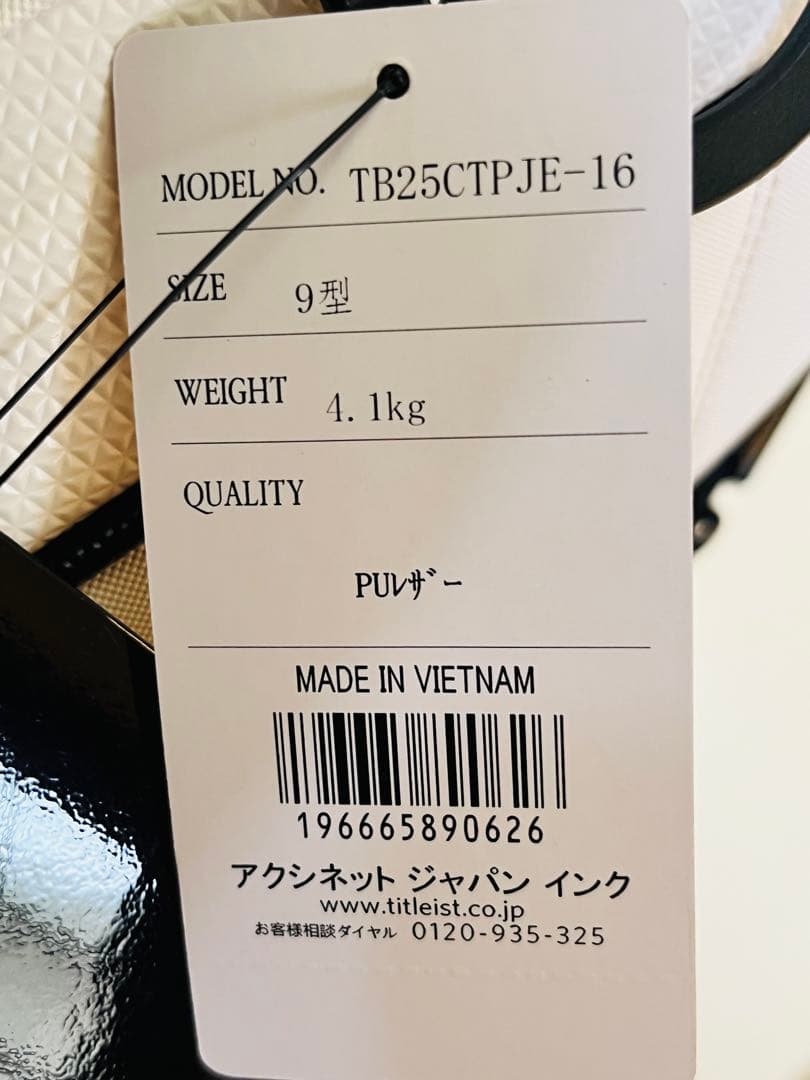 MODEL NO. TB25CTPJE-16
SIZE 9型
WEIGHT 4.1kg
QUALITY
PUﾚｻﾞｰ
MADE IN VIETNAM
196665890626
アクシネット ジャパン インク
www.titleist.co.jp
お客様相談ダイヤル 0120-935-325